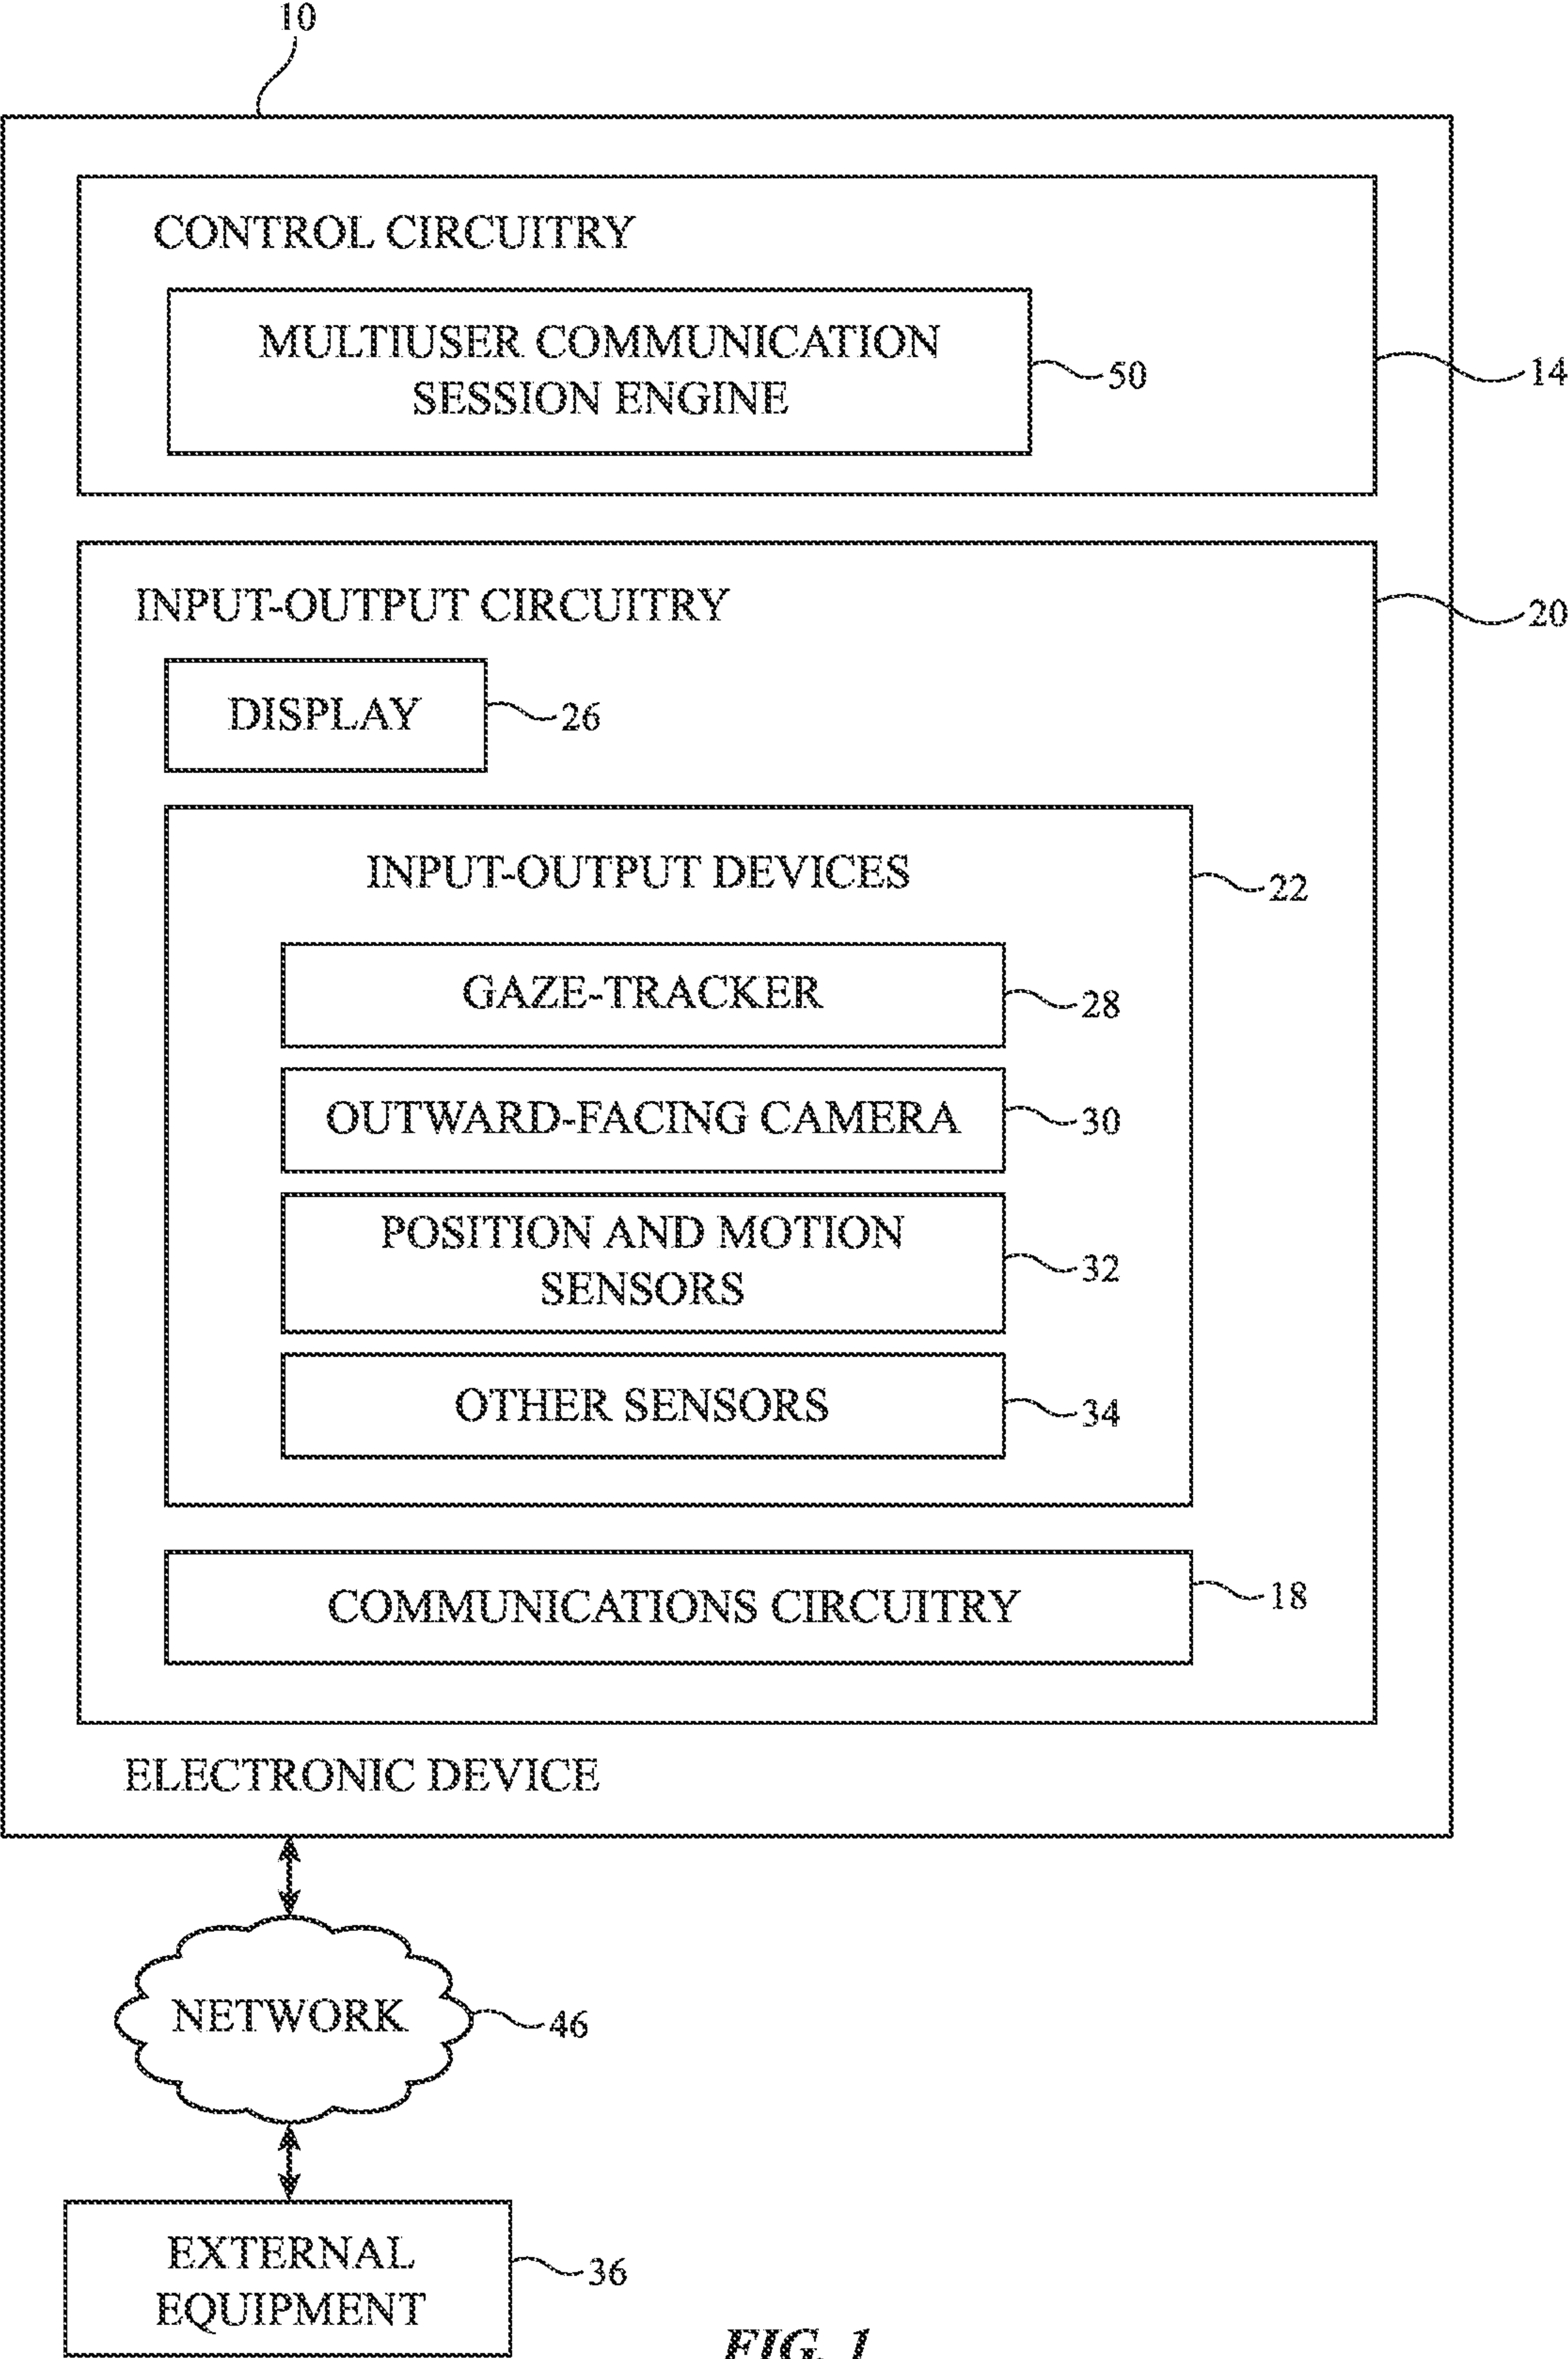 10
CONTROL CIRCUITRY
MULTIUSER COMMUNICATION
SESSION ENGINE
50
14
INPUT-OUTPUT CIRCUITRY
20
DISPLAY
26
INPUT-OUTPUT DEVICES
22
GAZE-TRACKER
28
OUTWARD-FACING CAMERA
30
POSITION AND MOTION
SENSORS
32
OTHER SENSORS
34
COMMUNICATIONS CIRCUITRY
18
ELECTRONIC DEVICE
NETWORK
46
EXTERNAL
EQUIPMENT
36
FIG. 1